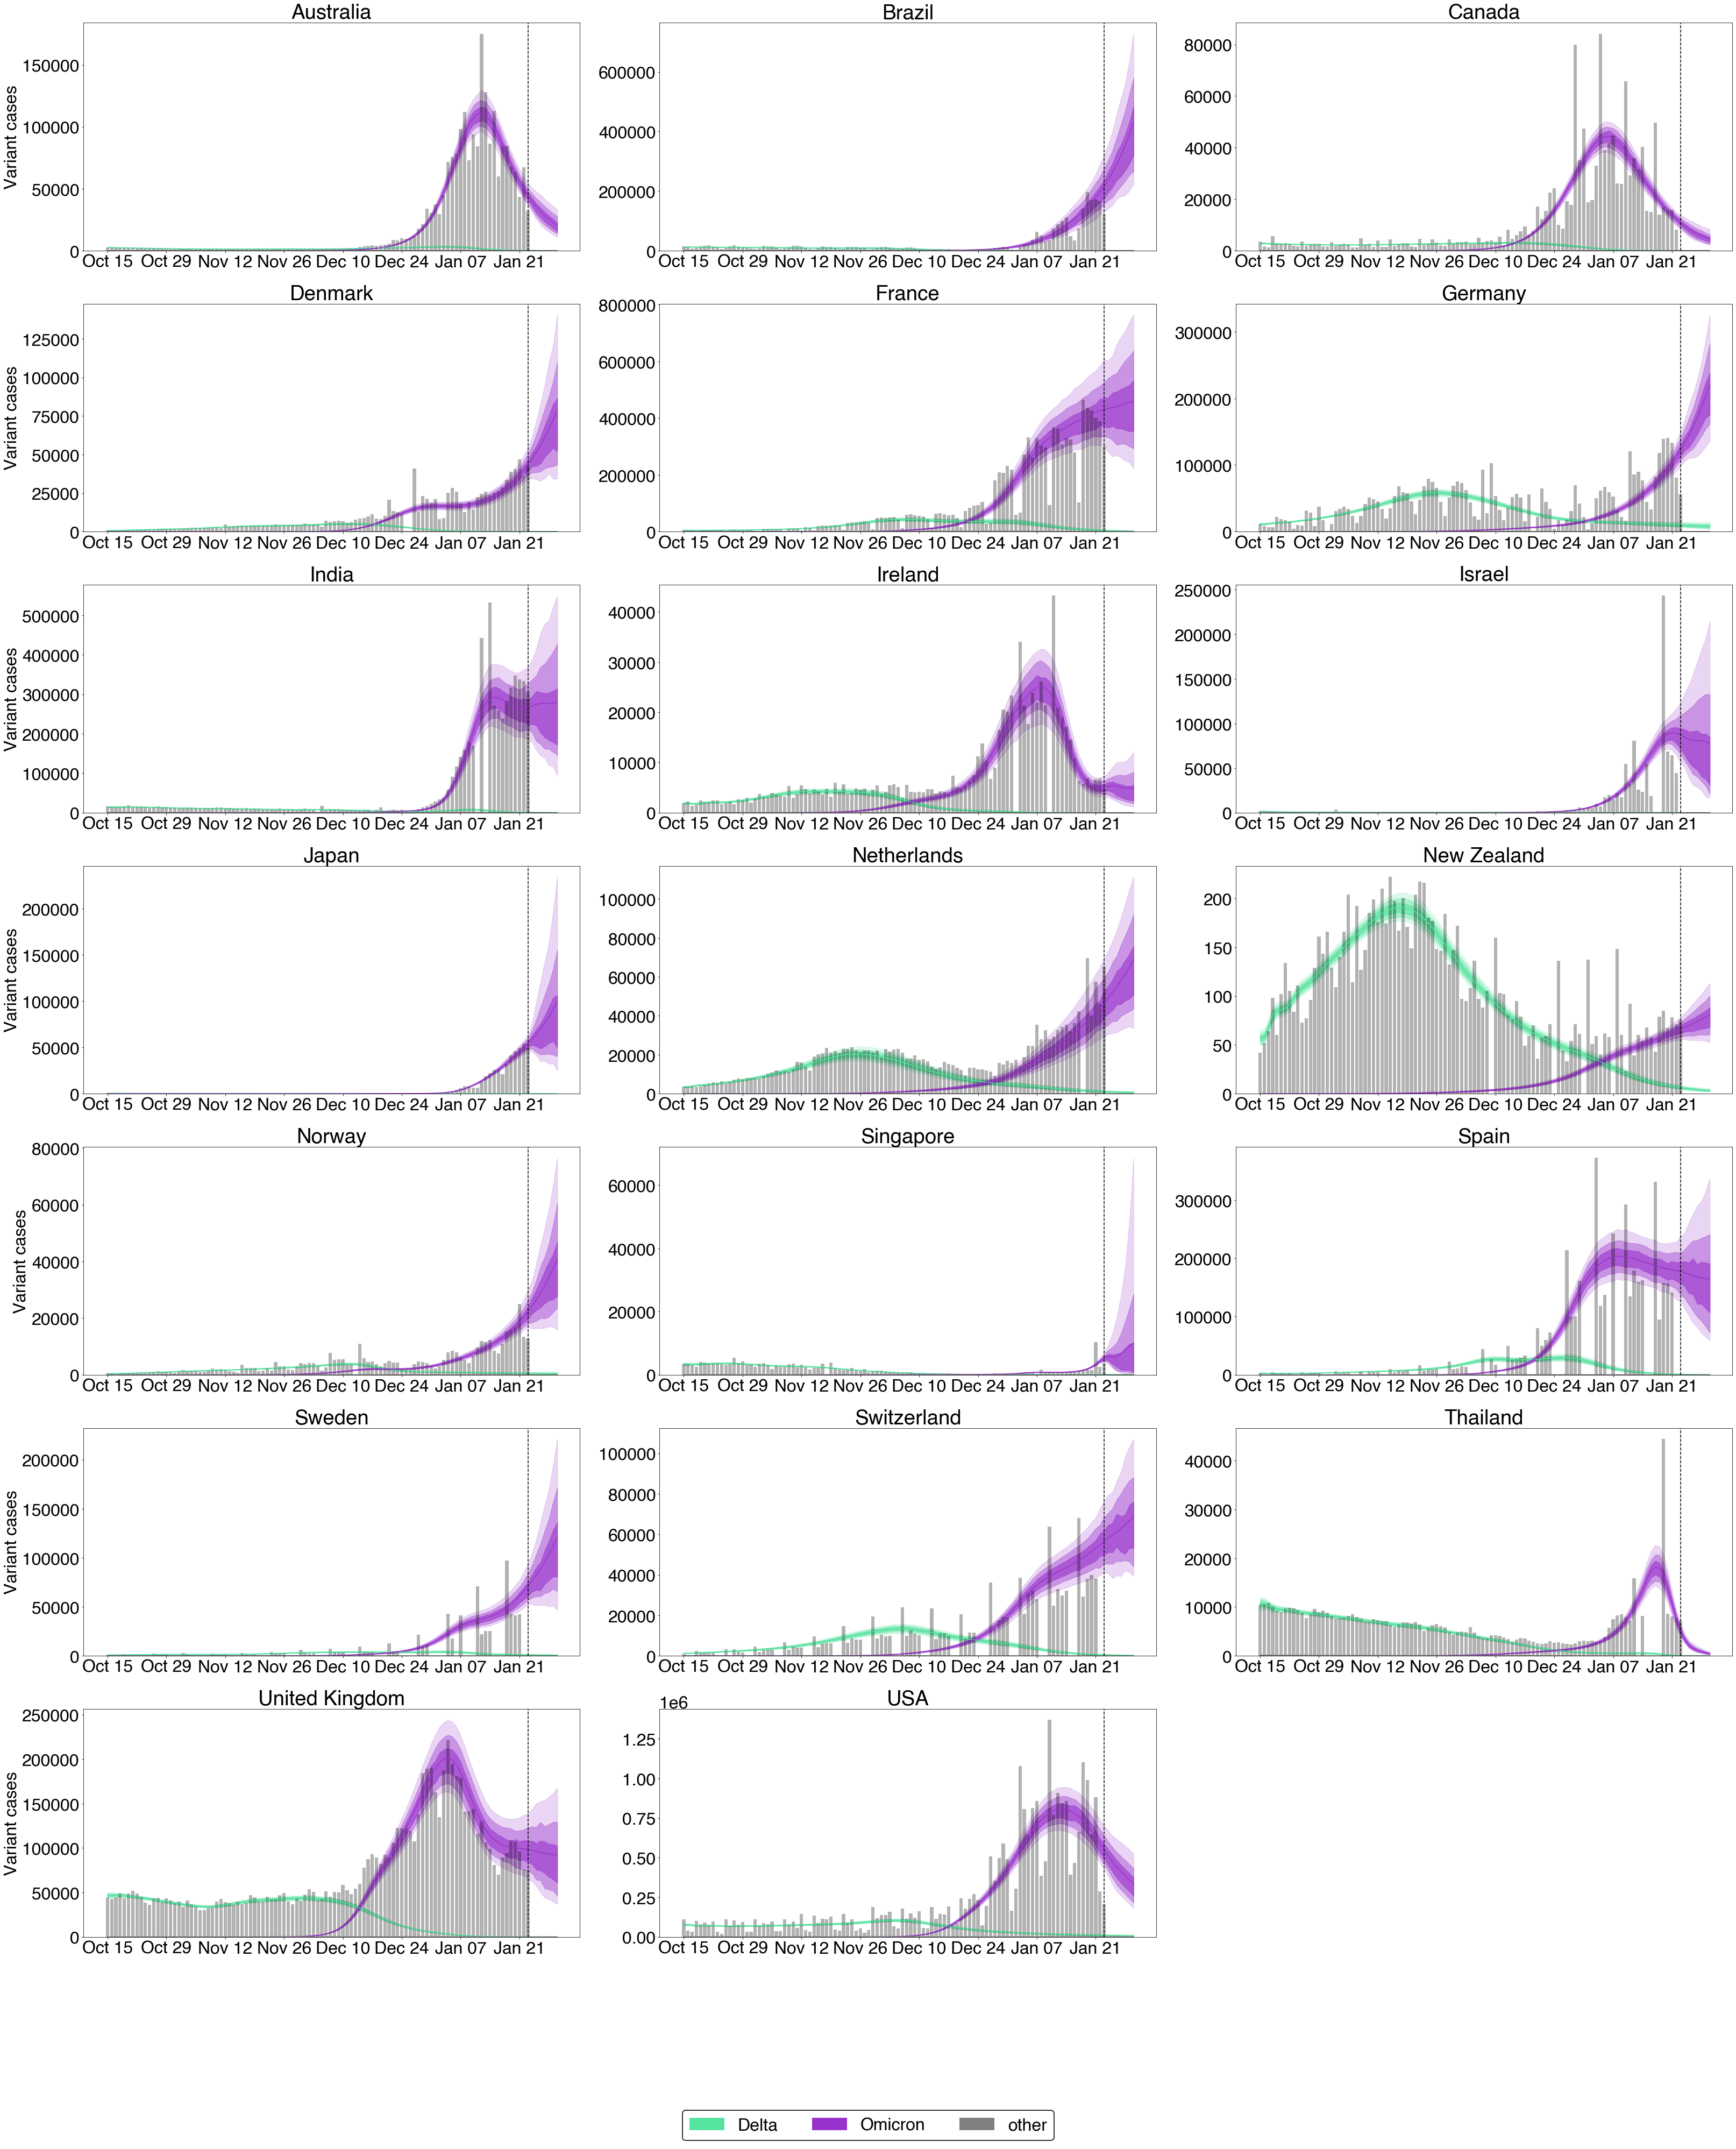 Australia
Brazil
Canada
Variant cases
150000
100000
50000
0
600000
400000
200000
0
80000
60000
40000
20000
0
Oct 15 Oct 29 Nov 12 Nov 26 Dec 10 Dec 24 Jan 07 Jan 21
Oct 15 Oct 29 Nov 12 Nov 26 Dec 10 Dec 24 Jan 07 Jan 21
Oct 15 Oct 29 Nov 12 Nov 26 Dec 10 Dec 24 Jan 07 Jan 21
Denmark
France
Germany
Variant cases
125000
100000
75000
50000
25000
0
800000
600000
400000
200000
0
300000
200000
100000
0
Oct 15 Oct 29 Nov 12 Nov 26 Dec 10 Dec 24 Jan 07 Jan 21
Oct 15 Oct 29 Nov 12 Nov 26 Dec 10 Dec 24 Jan 07 Jan 21
Oct 15 Oct 29 Nov 12 Nov 26 Dec 10 Dec 24 Jan 07 Jan 21
India
Ireland
Israel
Variant cases
500000
400000
300000
200000
100000
0
40000
30000
20000
10000
0
250000
200000
150000
100000
50000
0
Oct 15 Oct 29 Nov 12 Nov 26 Dec 10 Dec 24 Jan 07 Jan 21
Oct 15 Oct 29 Nov 12 Nov 26 Dec 10 Dec 24 Jan 07 Jan 21
Oct 15 Oct 29 Nov 12 Nov 26 Dec 10 Dec 24 Jan 07 Jan 21
Japan
Netherlands
New Zealand
Variant cases
200000
150000
100000
50000
0
100000
80000
60000
40000
20000
0
200
150
100
50
0
Oct 15 Oct 29 Nov 12 Nov 26 Dec 10 Dec 24 Jan 07 Jan 21
Oct 15 Oct 29 Nov 12 Nov 26 Dec 10 Dec 24 Jan 07 Jan 21
Oct 15 Oct 29 Nov 12 Nov 26 Dec 10 Dec 24 Jan 07 Jan 21
Norway
Singapore
Spain
Variant cases
80000
60000
40000
20000
0
60000
40000
20000
0
300000
200000
100000
0
Oct 15 Oct 29 Nov 12 Nov 26 Dec 10 Dec 24 Jan 07 Jan 21
Oct 15 Oct 29 Nov 12 Nov 26 Dec 10 Dec 24 Jan 07 Jan 21
Oct 15 Oct 29 Nov 12 Nov 26 Dec 10 Dec 24 Jan 07 Jan 21
Sweden
Switzerland
Thailand
Variant cases
200000
150000
100000
50000
0
100000
80000
60000
40000
20000
0
40000
30000
20000
10000
0
Oct 15 Oct 29 Nov 12 Nov 26 Dec 10 Dec 24 Jan 07 Jan 21
Oct 15 Oct 29 Nov 12 Nov 26 Dec 10 Dec 24 Jan 07 Jan 21
Oct 15 Oct 29 Nov 12 Nov 26 Dec 10 Dec 24 Jan 07 Jan 21
United Kingdom
USA
Variant cases
250000
200000
150000
100000
50000
0
1e6
1.25
1.00
0.75
0.50
0.25
0.00
Oct 15 Oct 29 Nov 12 Nov 26 Dec 10 Dec 24 Jan 07 Jan 21
Oct 15 Oct 29 Nov 12 Nov 26 Dec 10 Dec 24 Jan 07 Jan 21
Delta Omicron other